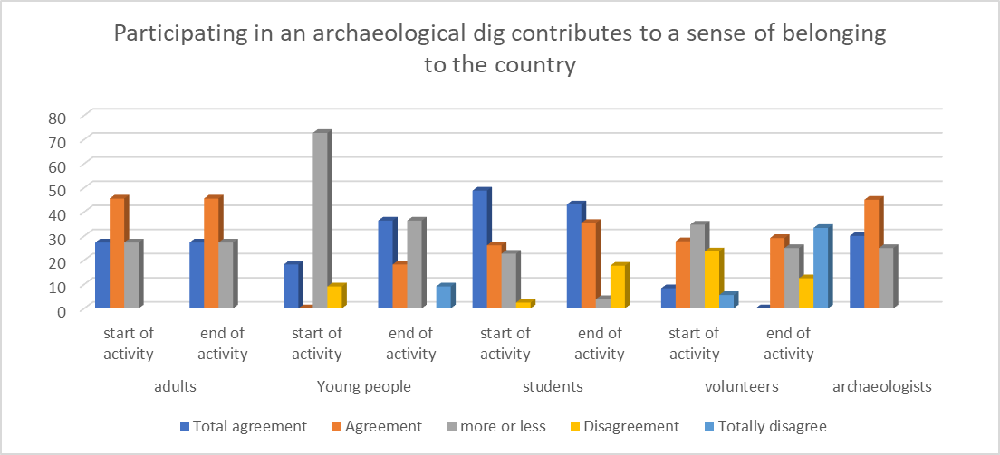 Participating in an archaeological dig contributes to a sense of belonging
to the country
80
70
60
50
40
30
20
10
0
start of activity
end of activity
start of activity
end of activity
start of activity
end of activity
start of activity
end of activity
adults
Young people
students
volunteers
archaeologists
Total agreement
Agreement
more or less
Disagreement
Totally disagree